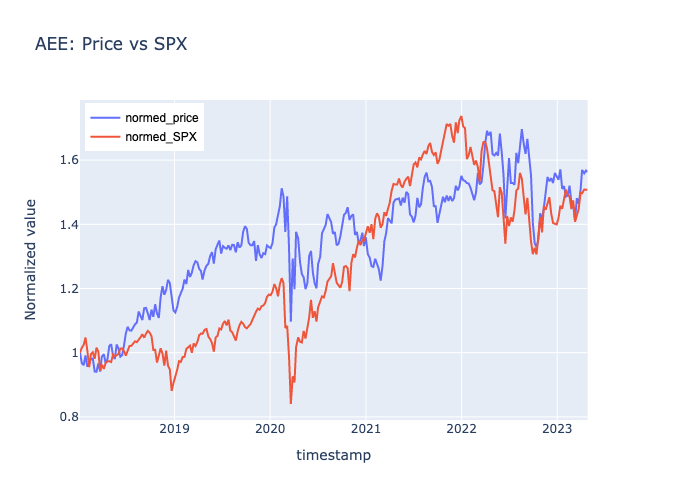 AEE: Price vs SPX
normed_price
normed_SPX
Normalized value
1.6
1.4
1.2
1
0.8
2019
2020
2021
2022
2023
timestamp